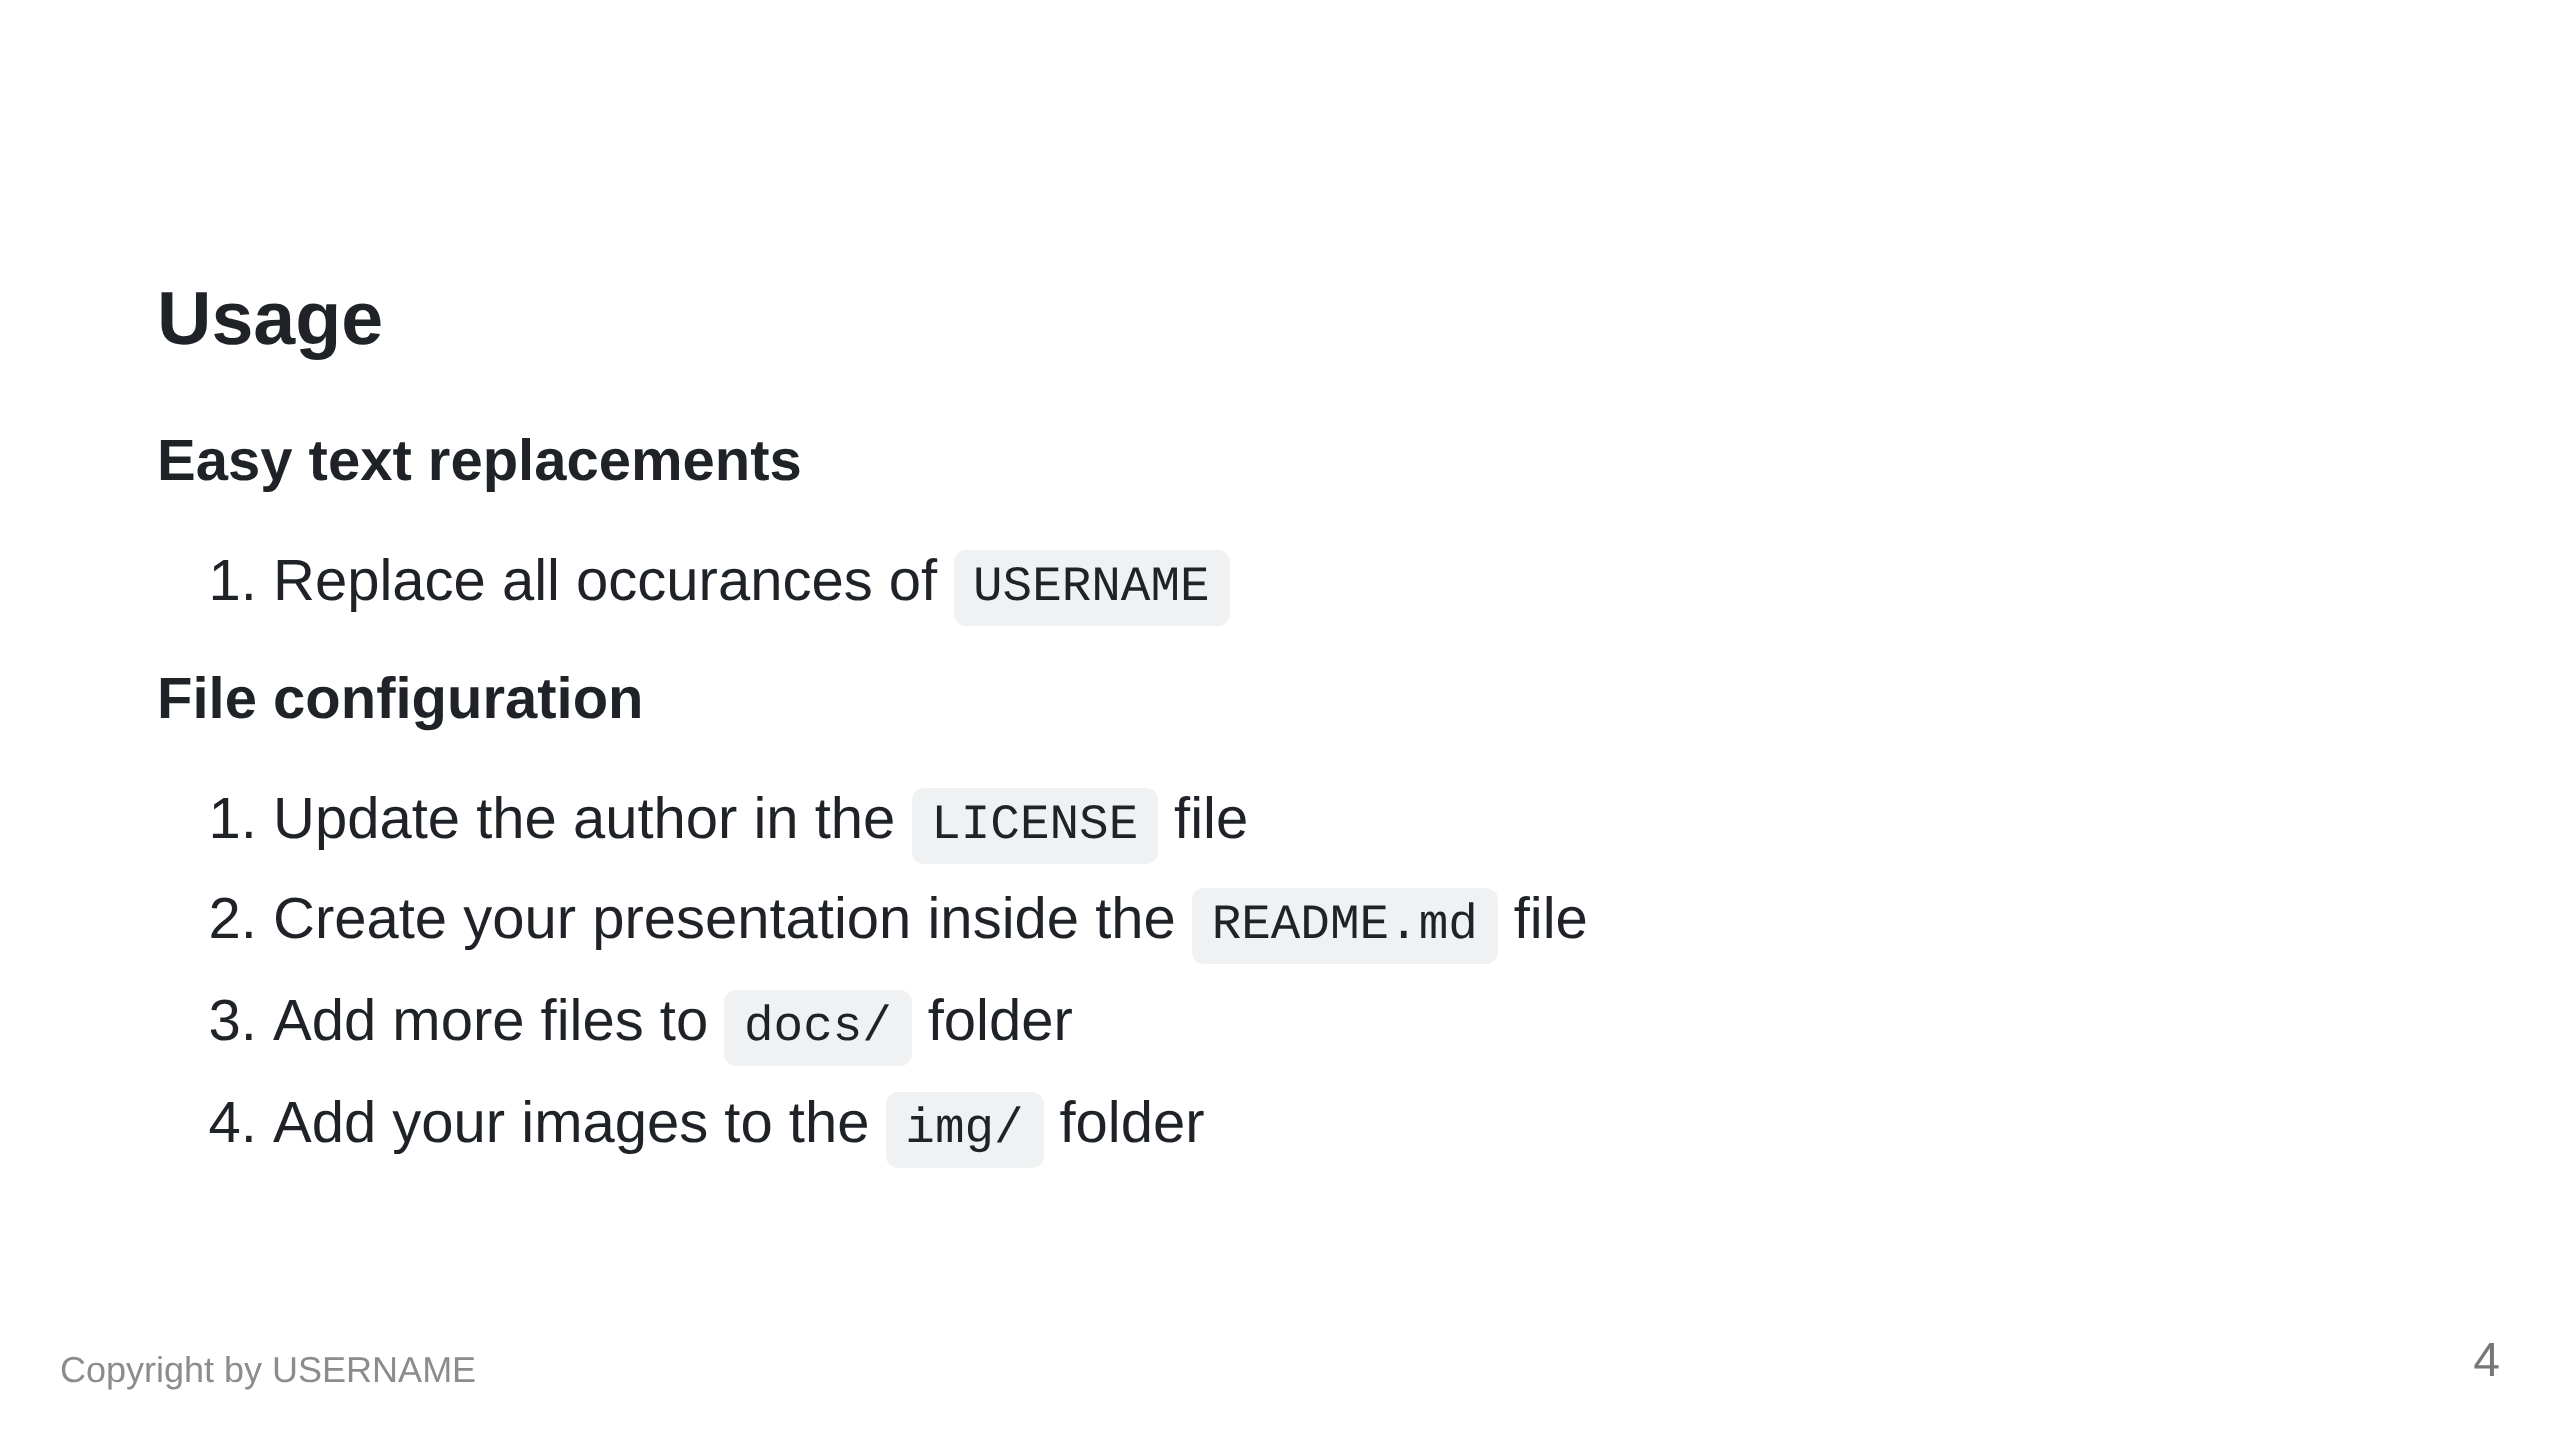 Usage
Easy text replacements
1. Replace all occurances of USERNAME
File configuration
1. Update the author in the LICENSE file
2. Create your presentation inside the README.md file
3. Add more files to docs/ folder
4. Add your images to the img/ folder
Copyright by USERNAME
4